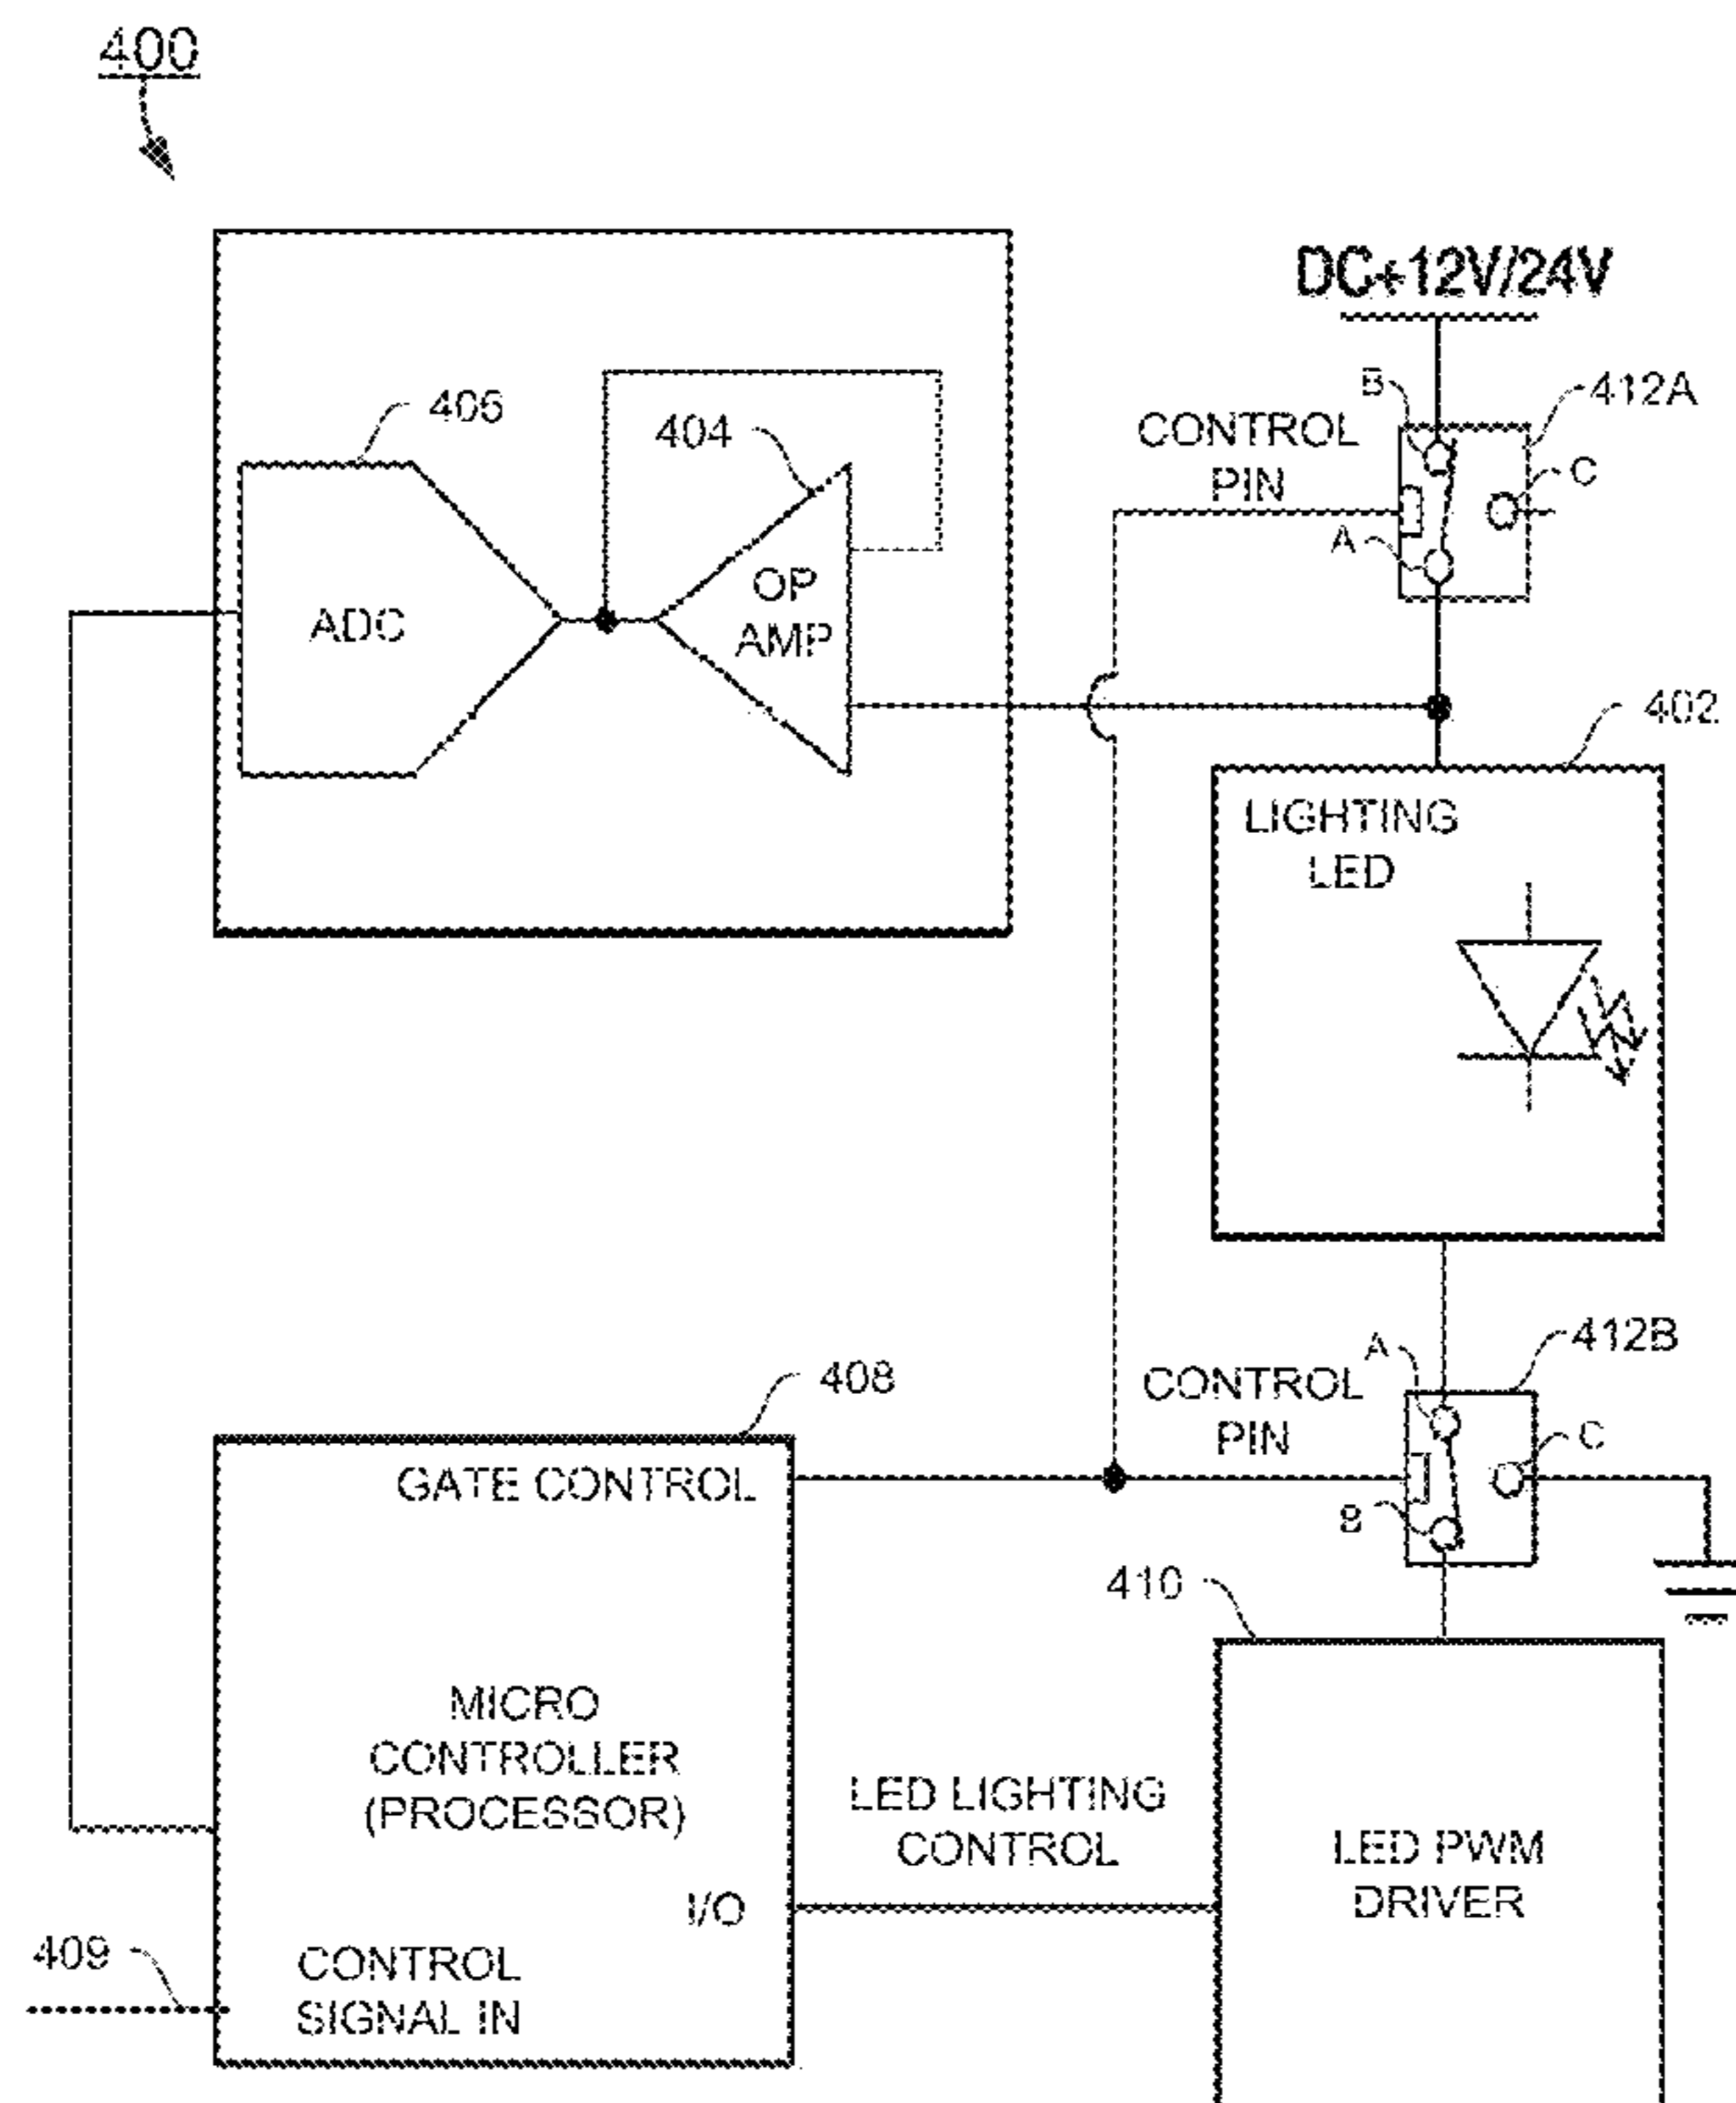 400
DC+12V/24V
B
412A
406
404
CONTROL
PIN
C
A
OP
AMP
ADC
402
LIGHTING
LED
A
412B
408
CONTROL
PIN
C
GATE CONTROL
B
410
MICRO
CONTROLLER
(PROCESSOR)
LED LIGHTING
CONTROL
LED PWM
DRIVER
I/O
409
CONTROL
SIGNAL IN